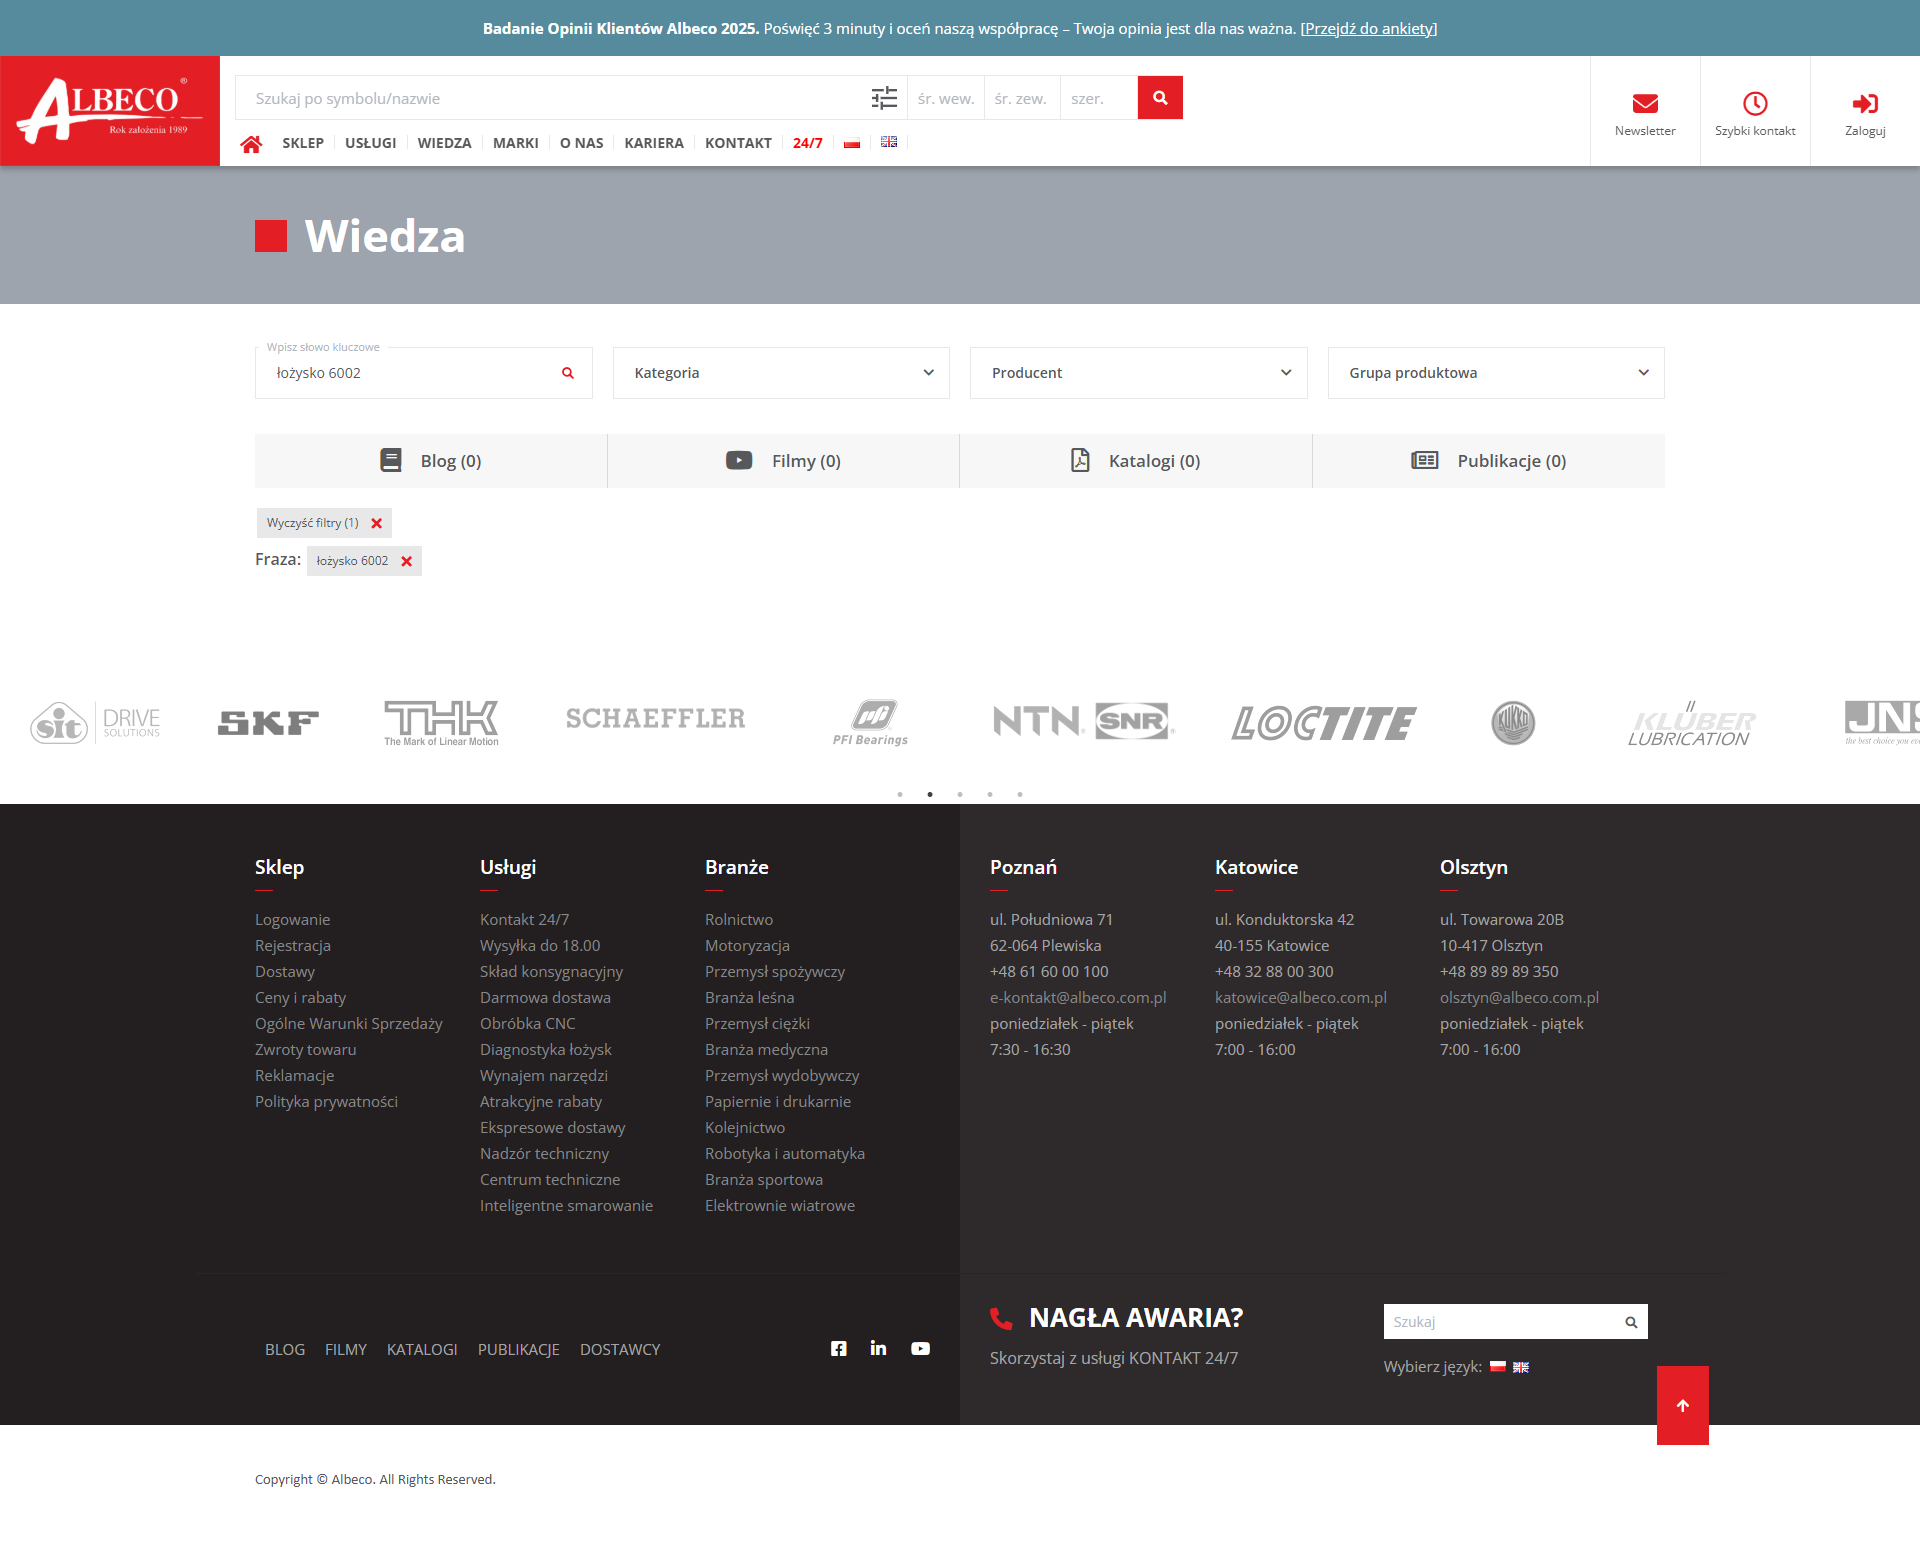 Badanie Opinii Klientów Albeco 2025. Poświęć 3 minuty i oceń naszą współpracę – Twoja opinia jest dla nas ważna. [Przejdź do ankiety]
ALBECO®
Rok założenia 1989
Szukaj po symbolu/nazwie
śr. wew.
śr. zew.
szer.
SKLEP USŁUGI WIEDZA MARKI O NAS KARIERA KONTAKT 24/7
Newsletter
Szybki kontakt
Zaloguj
Wiedza
Wpisz słowo kluczowe
łożysko 6002
Kategoria
Producent
Grupa produktowa
Blog (0)
Filmy (0)
Katalogi (0)
Publikacje (0)
Wyczyść filtry (1)
Fraza: łożysko 6002
sit DRIVE SOLUTIONS
SKF
THK
The Mark of Linear Motion
SCHAEFFLER
PFI Bearings
NTN® SNR®
LOCTITE
KUKKO
KLÜBER
LUBRICATION
JNS
the best choice you eve
Sklep
Logowanie
Rejestracja
Dostawy
Ceny i rabaty
Ogólne Warunki Sprzedaży
Zwroty towaru
Reklamacje
Polityka prywatności
Usługi
Kontakt 24/7
Wysyłka do 18.00
Skład konsygnacyjny
Darmowa dostawa
Obróbka CNC
Diagnostyka łożysk
Wynajem narzędzi
Atrakcyjne rabaty
Ekspresowe dostawy
Nadzór techniczny
Centrum techniczne
Inteligentne smarowanie
Branże
Rolnictwo
Motoryzacja
Przemysł spożywczy
Branża leśna
Przemysł ciężki
Branża medyczna
Przemysł wydobywczy
Papiernie i drukarnie
Kolejnictwo
Robotyka i automatyka
Branża sportowa
Elektrownie wiatrowe
Poznań
ul. Południowa 71
62-064 Plewiska
+48 61 60 00 100
e-kontakt@albeco.com.pl
poniedziałek - piątek
7:30 - 16:30
Katowice
ul. Konduktorska 42
40-155 Katowice
+48 32 88 00 300
katowice@albeco.com.pl
poniedziałek - piątek
7:00 - 16:00
Olsztyn
ul. Towarowa 20B
10-417 Olsztyn
+48 89 89 89 350
olsztyn@albeco.com.pl
poniedziałek - piątek
7:00 - 16:00
BLOG FILMY KATALOGI PUBLIKACJE DOSTAWCY
NAGŁA AWARIA?
Skorzystaj z usługi KONTAKT 24/7
Szukaj
Wybierz język:
Copyright © Albeco. All Rights Reserved.